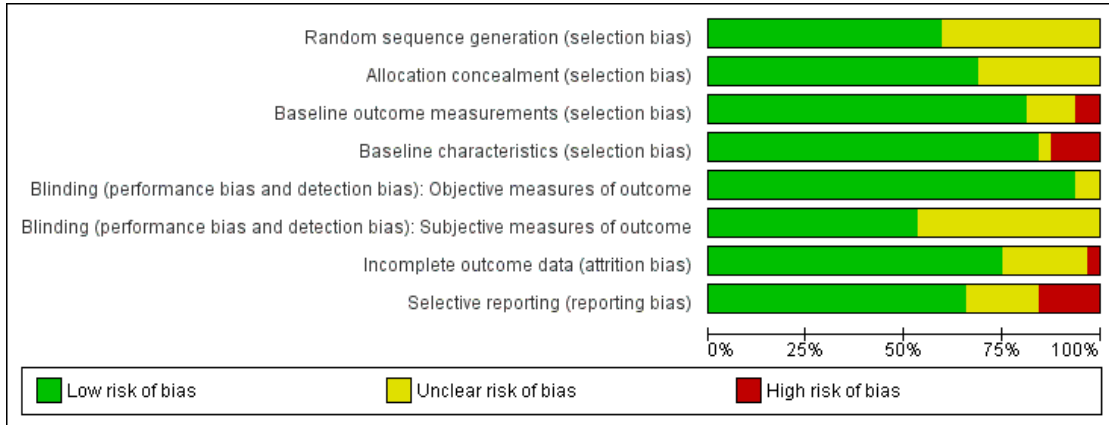 Random sequence generation (selection bias)
Allocation concealment (selection bias)
Baseline outcome measurements (selection bias)
Baseline characteristics (selection bias)
Blinding (performance bias and detection bias): Objective measures of outcome
Blinding (performance bias and detection bias): Subjective measures of outcome
Incomplete outcome data (attrition bias)
Selective reporting (reporting bias)
0% 25% 50% 75% 100%
Low risk of bias Unclear risk of bias High risk of bias